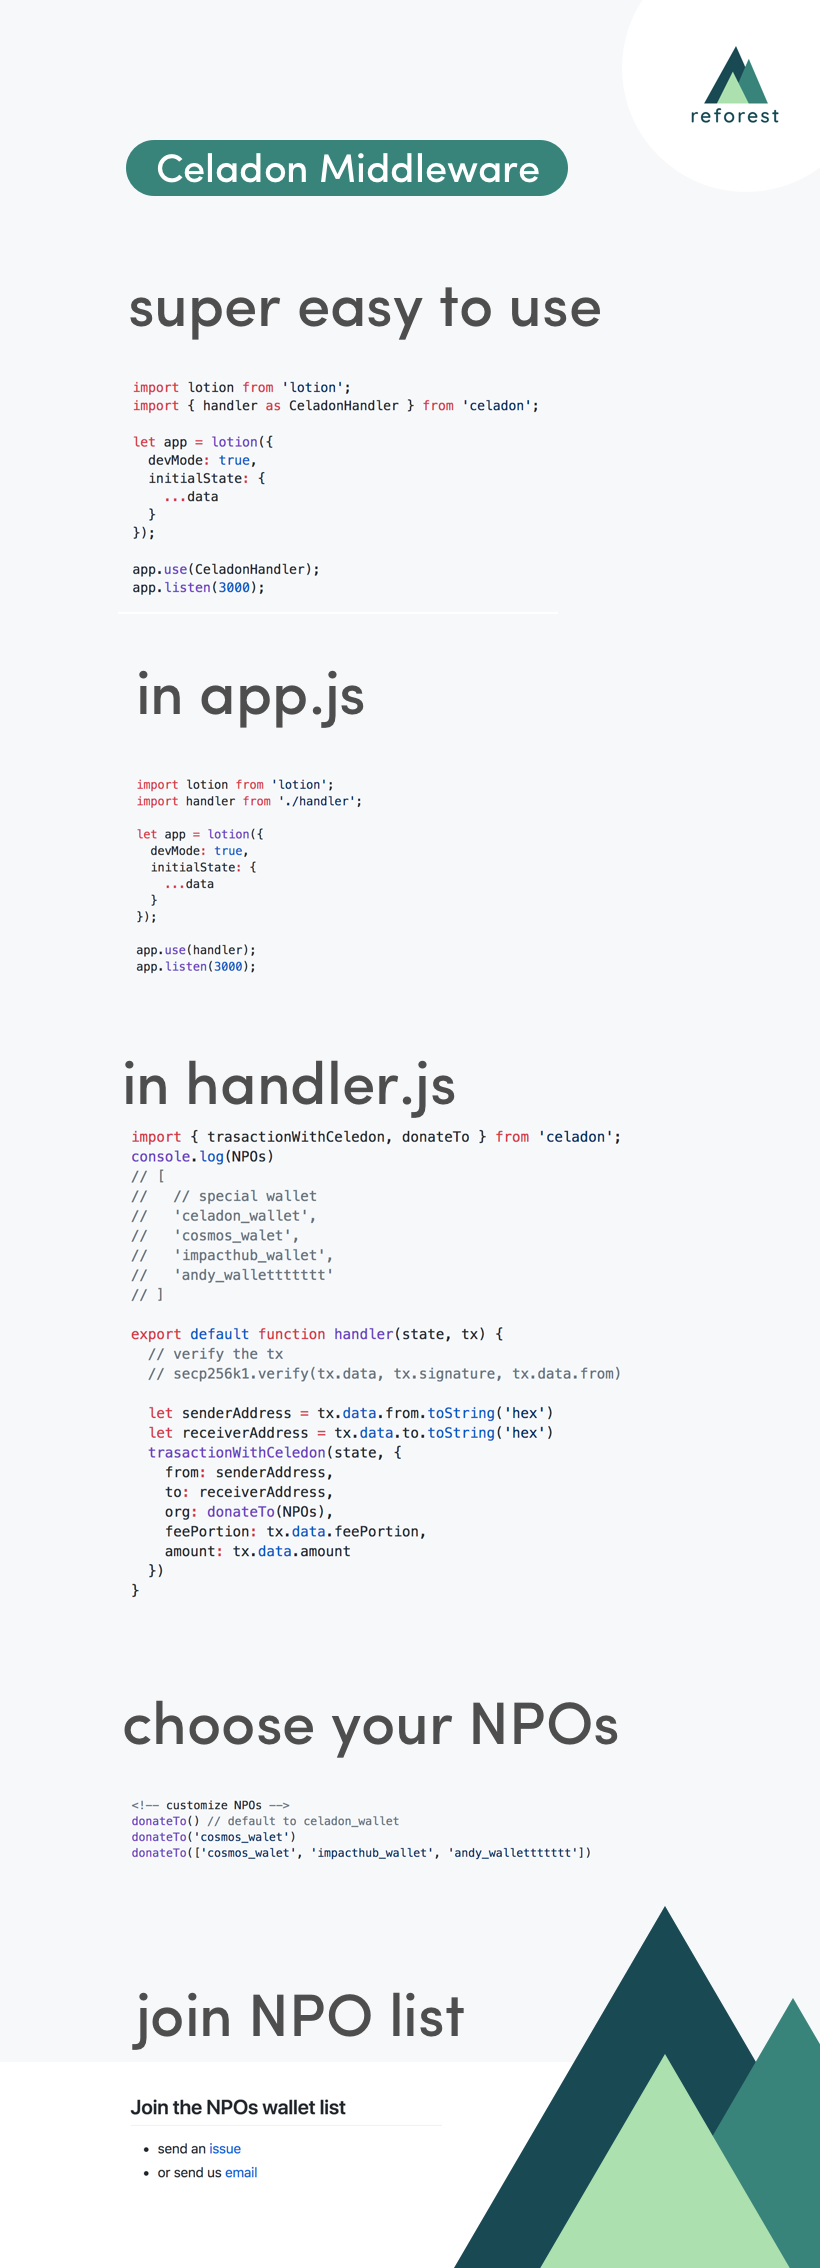 reforest
Celadon Middleware
super easy to use
import lotion from 'lotion';
import { handler as CeladonHandler } from 'celadon';
let app = lotion({
  devMode: true,
  initialState: {
    ...data
  }
});
app.use(CeladonHandler);
app.listen(3000);
in app.js
import lotion from 'lotion';
import handler from './handler';
let app = lotion({
  devMode: true,
  initialState: {
    ...data
  }
});
app.use(handler);
app.listen(3000);
in handler.js
import { trasactionWithCeledon, donateTo } from 'celadon';
console.log(NPOs)
// [
//   // special wallet
//   'celadon_wallet',
//   'cosmos_walet',
//   'impacthub_wallet',
//   'andy_wallettttttt'
// ]
export default function handler(state, tx) {
  // verify the tx
  // secp256k1.verify(tx.data, tx.signature, tx.data.from)
  let senderAddress = tx.data.from.toString('hex')
  let receiverAddress = tx.data.to.toString('hex')
  trasactionWithCeledon(state, {
    from: senderAddress,
    to: receiverAddress,
    org: donateTo(NPOs),
    feePortion: tx.data.feePortion,
    amount: tx.data.amount
  })
}
choose your NPOs
<!-- customize NPOs -->
donateTo() // default to celadon_wallet
donateTo('cosmos_walet')
donateTo(['cosmos_walet', 'impacthub_wallet', 'andy_wallettttttt'])
join NPO list
Join the NPOs wallet list
• send an issue
• or send us email